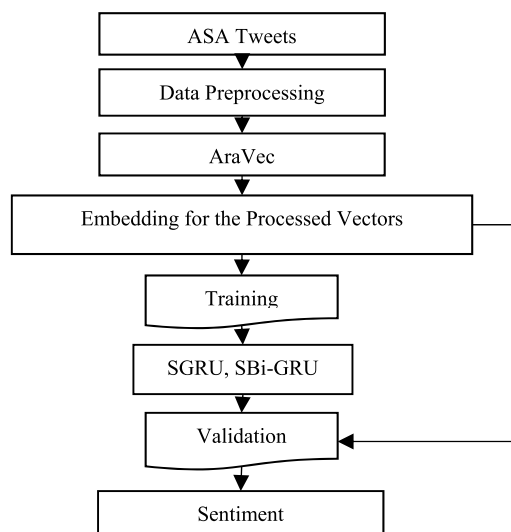 ASA Tweets
Data Preprocessing
AraVec
Embedding for the Processed Vectors
Training
SGRU, SBi-GRU
Validation
Sentiment